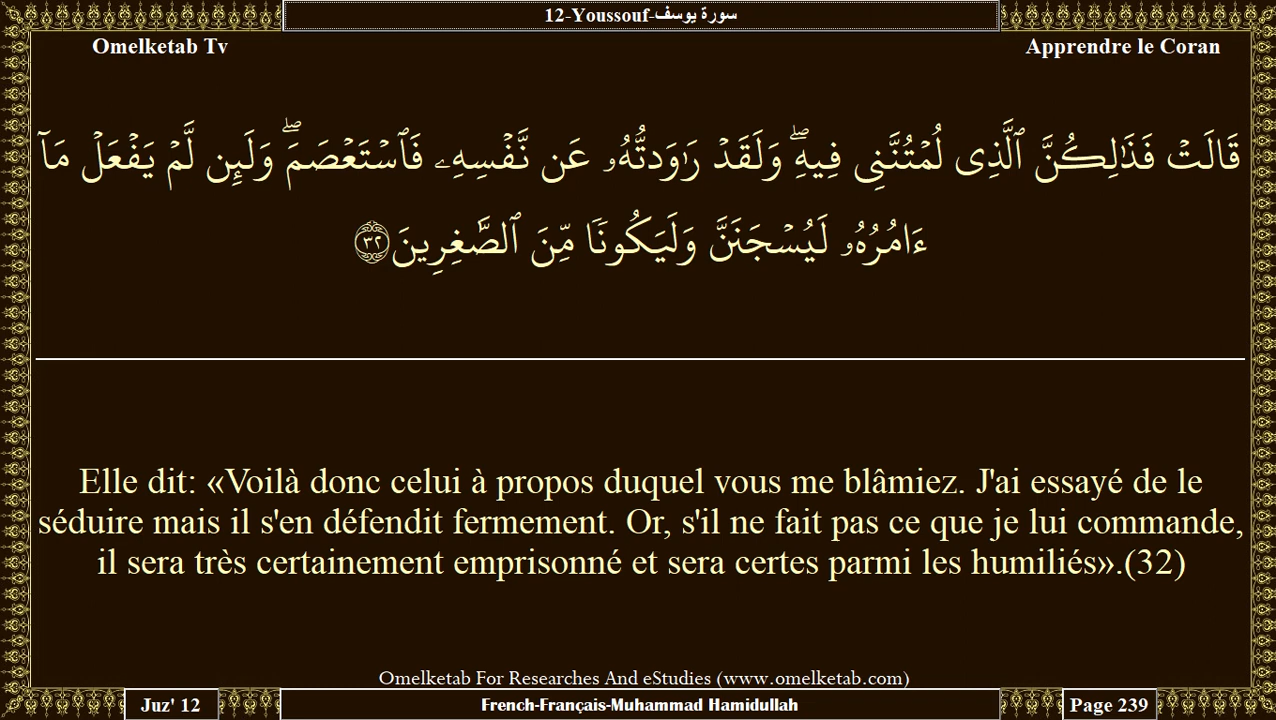 12-Youssouf-سورة يوسف
Omelketab Tv
Apprendre le Coran
قَالَتۡ فَذَٰلِكُنَّ ٱلَّذِى لُمۡتُنَّنِى فِيهِۖ وَلَقَدۡ رَٰوَدتُّهُۥ عَن نَّفۡسِهِۦ فَٱسۡتَعۡصَمَۖ وَلَئِن لَّمۡ يَفۡعَلۡ مَآ
ءَامُرُهُۥ لَيُسۡجَنَنَّ وَلَيَكُونٗا مِّنَ ٱلصَّٰغِرِينَ ٣٢
Elle dit: «Voilà donc celui à propos duquel vous me blâmiez. J'ai essayé de le
séduire mais il s'en défendit fermement. Or, s'il ne fait pas ce que je lui commande,
il sera très certainement emprisonné et sera certes parmi les humiliés».(32)
Omelketab For Researches And eStudies (www.omelketab.com)
Juz' 12
French-Français-Muhammad Hamidullah
Page 239